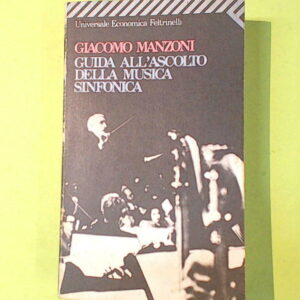 Universale Economica Feltrinelli
GIACOMO MANZONI
GUIDA ALL'ASCOLTO
DELLA MUSICA
SINFONICA